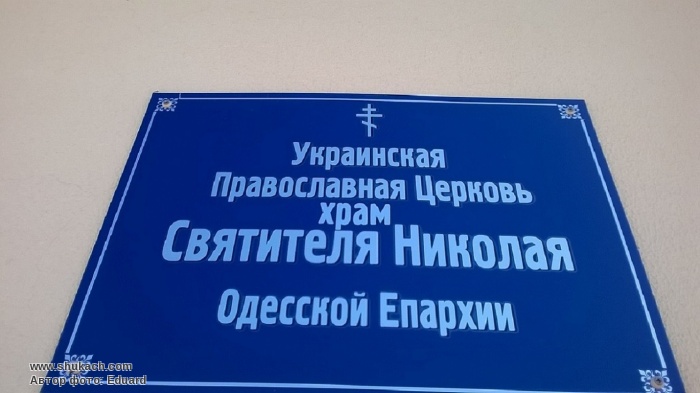 Украинская
Православная Церковь
храм
Святителя Николая
Одесской Епархии
www.shukach.com
Автор фото: Eduard